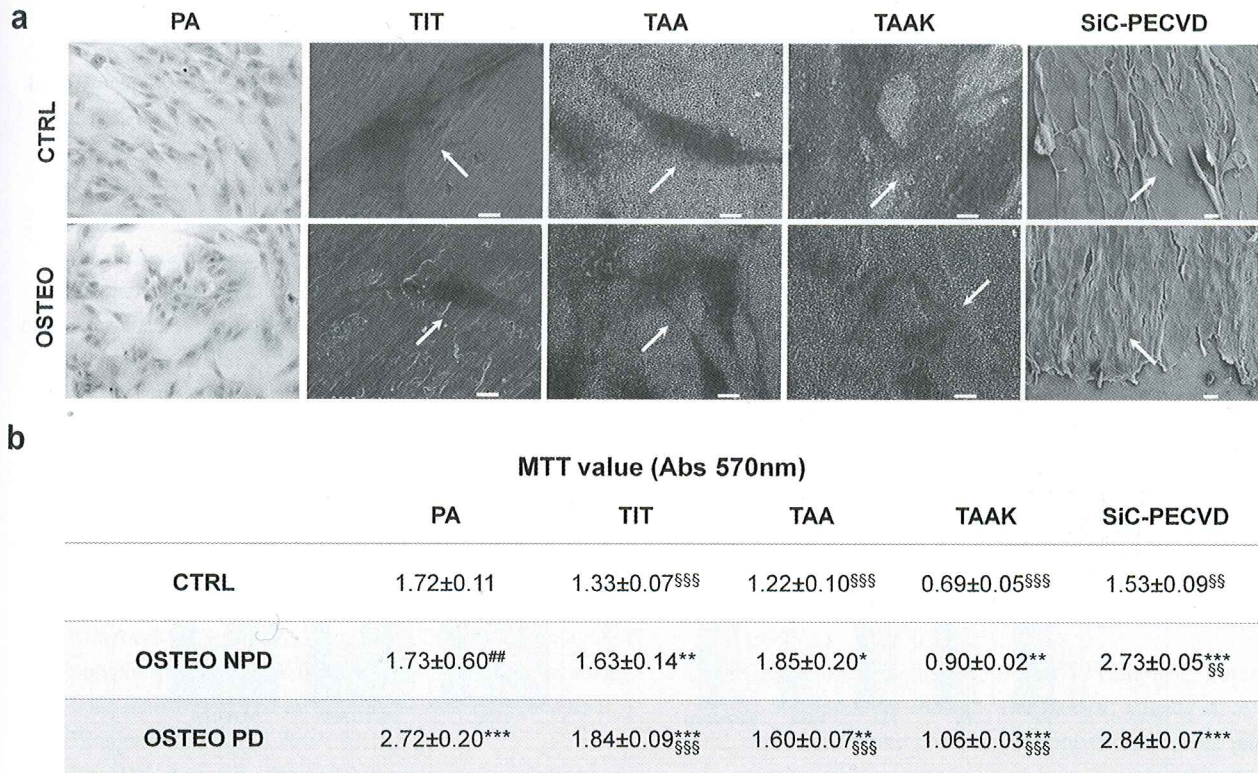 a
PA TIT TAA TAAK SiC-PECVD
CTRL
OSTEO
b
MTT value (Abs 570nm)
PA TIT TAA TAAK SiC-PECVD
CTRL 1.72±0.11 1.33±0.07§§§ 1.22±0.10§§§ 0.69±0.05§§§ 1.53±0.09§§
OSTEO NPD 1.73±0.60## 1.63±0.14** 1.85±0.20* 0.90±0.02** 2.73±0.05***§§
OSTEO PD 2.72±0.20*** 1.84±0.09***§§§ 1.60±0.07**§§§ 1.06±0.03***§§§ 2.84±0.07***